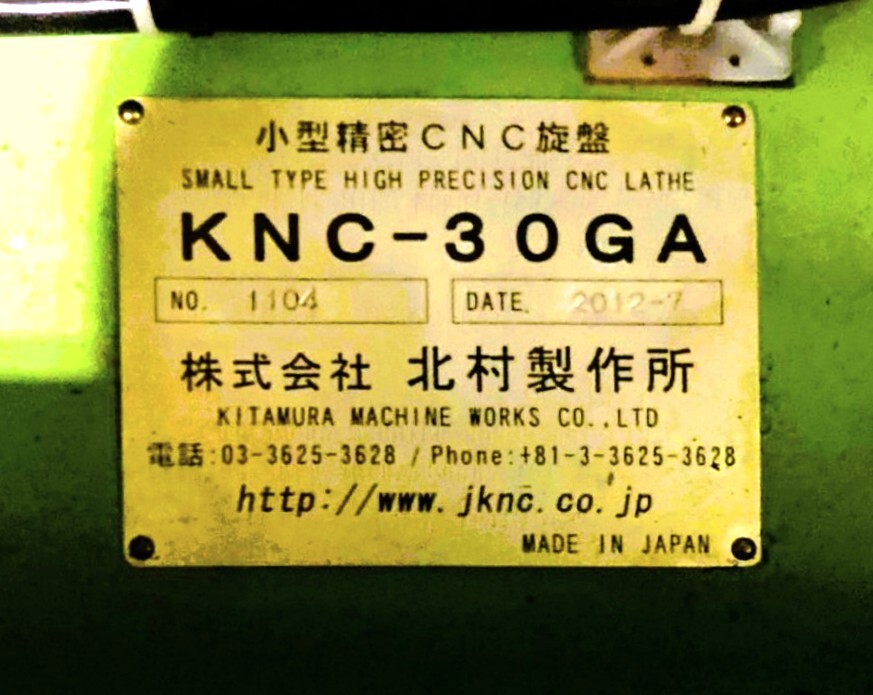 小型精密CNC旋盤
SMALL TYPE HIGH PRECISION CNC LATHE
KNC-30GA
NO. 1104 DATE. 2012-7
株式会社 北村製作所
KITAMURA MACHINE WORKS CO.,LTD
電話:03-3625-3628 / Phone:+81-3-3625-3628
http://www.jknc.co.jp
MADE IN JAPAN